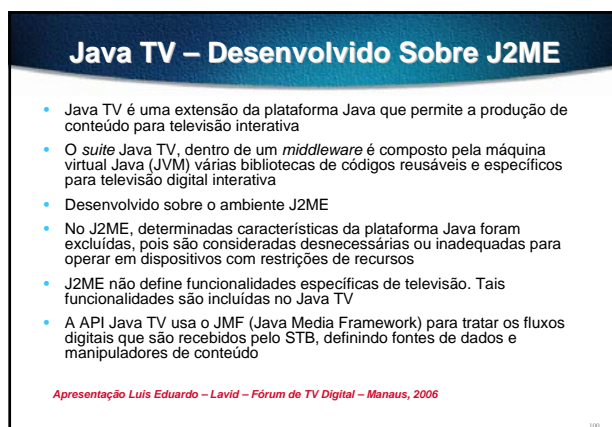 Java TV – Desenvolvido Sobre J2ME
• Java TV é uma extensão da plataforma Java que permite a produção de
conteúdo para televisão interativa
• O suite Java TV, dentro de um middleware é composto pela máquina
virtual Java (JVM) várias bibliotecas de códigos reusáveis e específicos
para televisão digital interativa
• Desenvolvido sobre o ambiente J2ME
• No J2ME, determinadas características da plataforma Java foram
excluídas, pois são consideradas desnecessárias ou inadequadas para
operar em dispositivos com restrições de recursos
• J2ME não define funcionalidades específicas de televisão. Tais
funcionalidades são incluídas no Java TV
• A API Java TV usa o JMF (Java Media Framework) para tratar os fluxos
digitais que são recebidos pelo STB, definindo fontes de dados e
manipuladores de conteúdo
Apresentação Luis Eduardo – Lavid – Fórum de TV Digital – Manaus, 2006